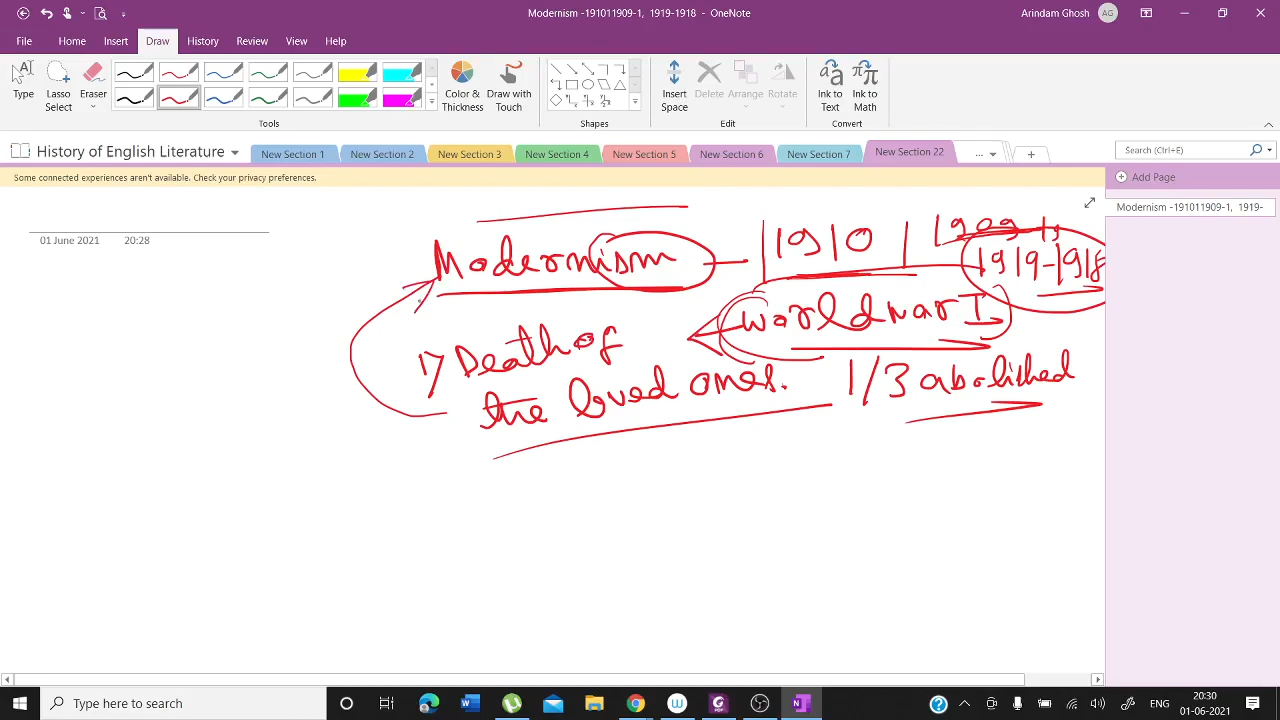 Modernism -191011909-1, 1919-1918 - OneNote
Arindam Ghosh AG
File Home Insert Draw History Review View Help
Type
Lasso Select
Eraser
Color & Thickness
Draw with Touch
Insert Space
Delete
Arrange
Rotate
Ink to Text
Ink to Math
Tools
Shapes
Edit
Convert
History of English Literature
New Section 1
New Section 2
New Section 3
New Section 4
New Section 5
New Section 6
New Section 7
New Section 22
...
Search (Ctrl+E)
Some connected experiences aren't available. Check your privacy preferences.
Add Page
Modernism -191011909-1, 1919-
01 June 2021 20:28
Modernism - | 1910 |
1919-1918
world war I
1) Death of
the loved ones.
1/3 abolished
Type here to search
ENG
20:30
01-06-2021